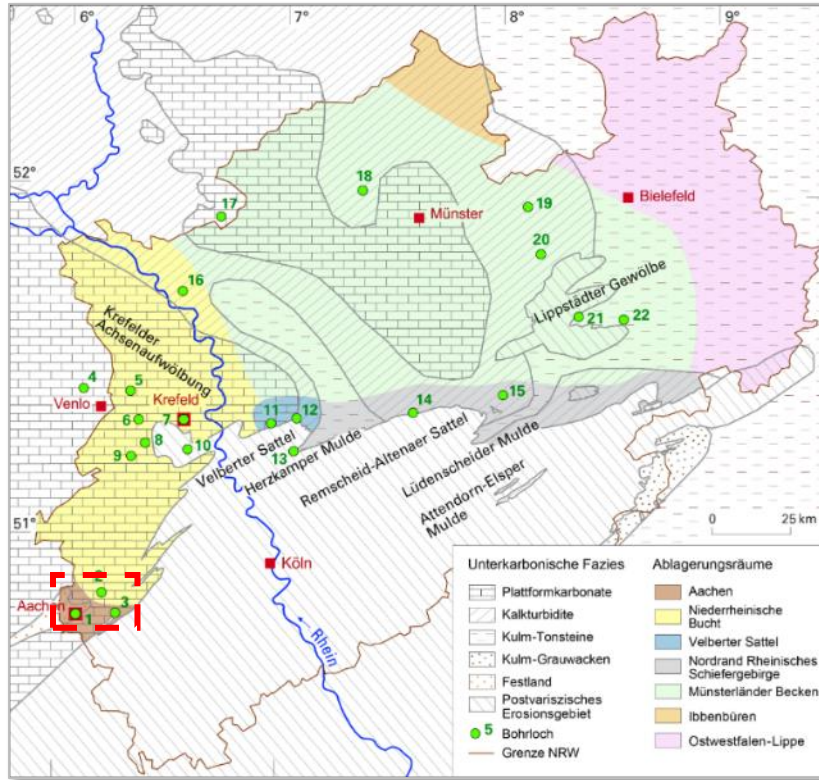 6°
7°
8°
9°
52°
51°
18
17
Münster
19
Bielefeld
20
16
Lippstädter Gewölbe
21
22
Krefelder
Achsenaufwölbung
4
5
Venlo
Krefeld
6
7
8
9
10
11
12
13
14
15
Velberter Sattel
Herzkamper Mulde
Remscheid-Altenaer Sattel
Lüdenscheider Mulde
Attendorn-Elsper
Mulde
0
25 km
Köln
Rhein
2
Aachen
1
3
Unterkarbonische Fazies
Plattformkarbonate
Kalkturbidite
Kulm-Tonsteine
Kulm-Grauwacken
Festland
Postvariszisches
Erosionsgebiet
5
Bohrloch
Grenze NRW
Ablagerungsräume
Aachen
Niederrheinische
Bucht
Velberter Sattel
Nordrand Rheinisches
Schiefergebirge
Münsterländer Becken
Ibbenbüren
Ostwestfalen-Lippe